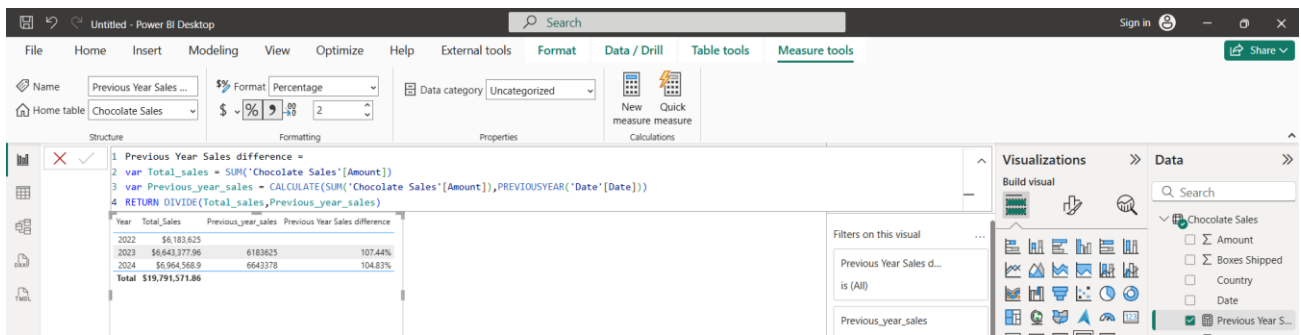 Untitled - Power BI Desktop
Search
Sign in
File Home Insert Modeling View Optimize Help External tools Format Data / Drill Table tools Measure tools
Share
Name Previous Year Sales ...
Format Percentage
Data category Uncategorized
Home table Chocolate Sales
$ % 9 .00 →.0 2
New measure
Quick measure
Structure Formatting Properties Calculations
1 Previous Year Sales difference =
2 var Total_sales = SUM('Chocolate Sales'[Amount])
3 var Previous_year_sales = CALCULATE(SUM('Chocolate Sales'[Amount]),PREVIOUSYEAR('Date'[Date]))
4 RETURN DIVIDE(Total_sales,Previous_year_sales)
Year Total_Sales Previous_year_sales Previous Year Sales difference
2022 $6,183,625
2023 $6,643,377.96 6183625 107.44%
2024 $6,964,568.9 6643378 104.83%
Total $19,791,571.86
DAX
TMDL
Filters on this visual ...
Previous Year Sales d...
is (All)
Previous_year_sales
Visualizations
Build visual
123
Data
Search
Chocolate Sales
Σ Amount
Σ Boxes Shipped
Country
Date
Previous Year S...